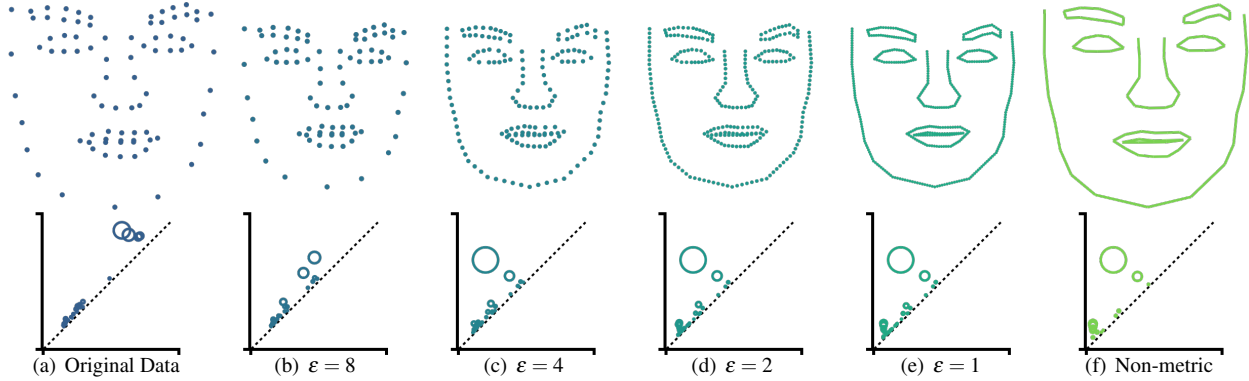 (a) Original Data
(b) ε = 8
(c) ε = 4
(d) ε = 2
(e) ε = 1
(f) Non-metric